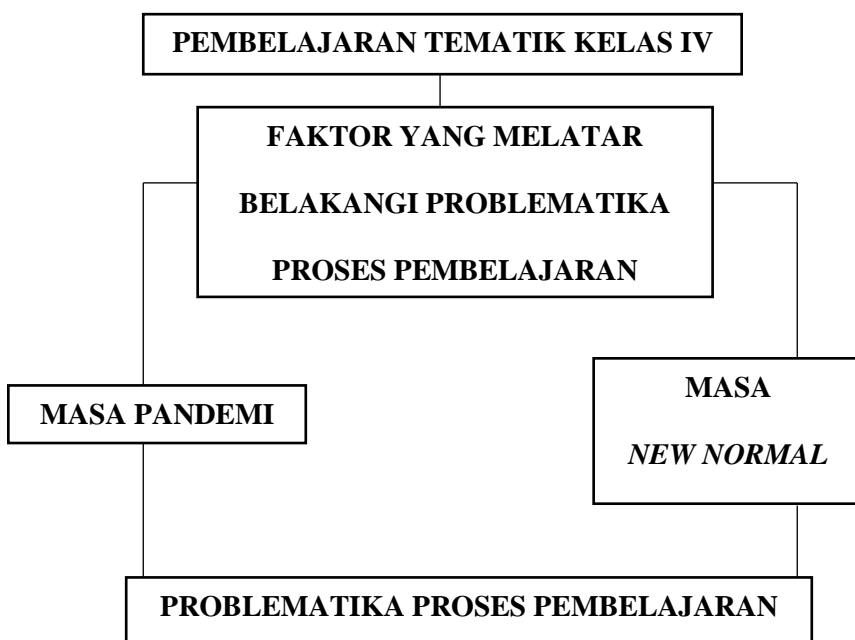 PEMBELAJARAN TEMATIK KELAS IV
FAKTOR YANG MELATAR
BELAKANGI PROBLEMATIKA
PROSES PEMBELAJARAN
MASA PANDEMI
MASA
NEW NORMAL
PROBLEMATIKA PROSES PEMBELAJARAN